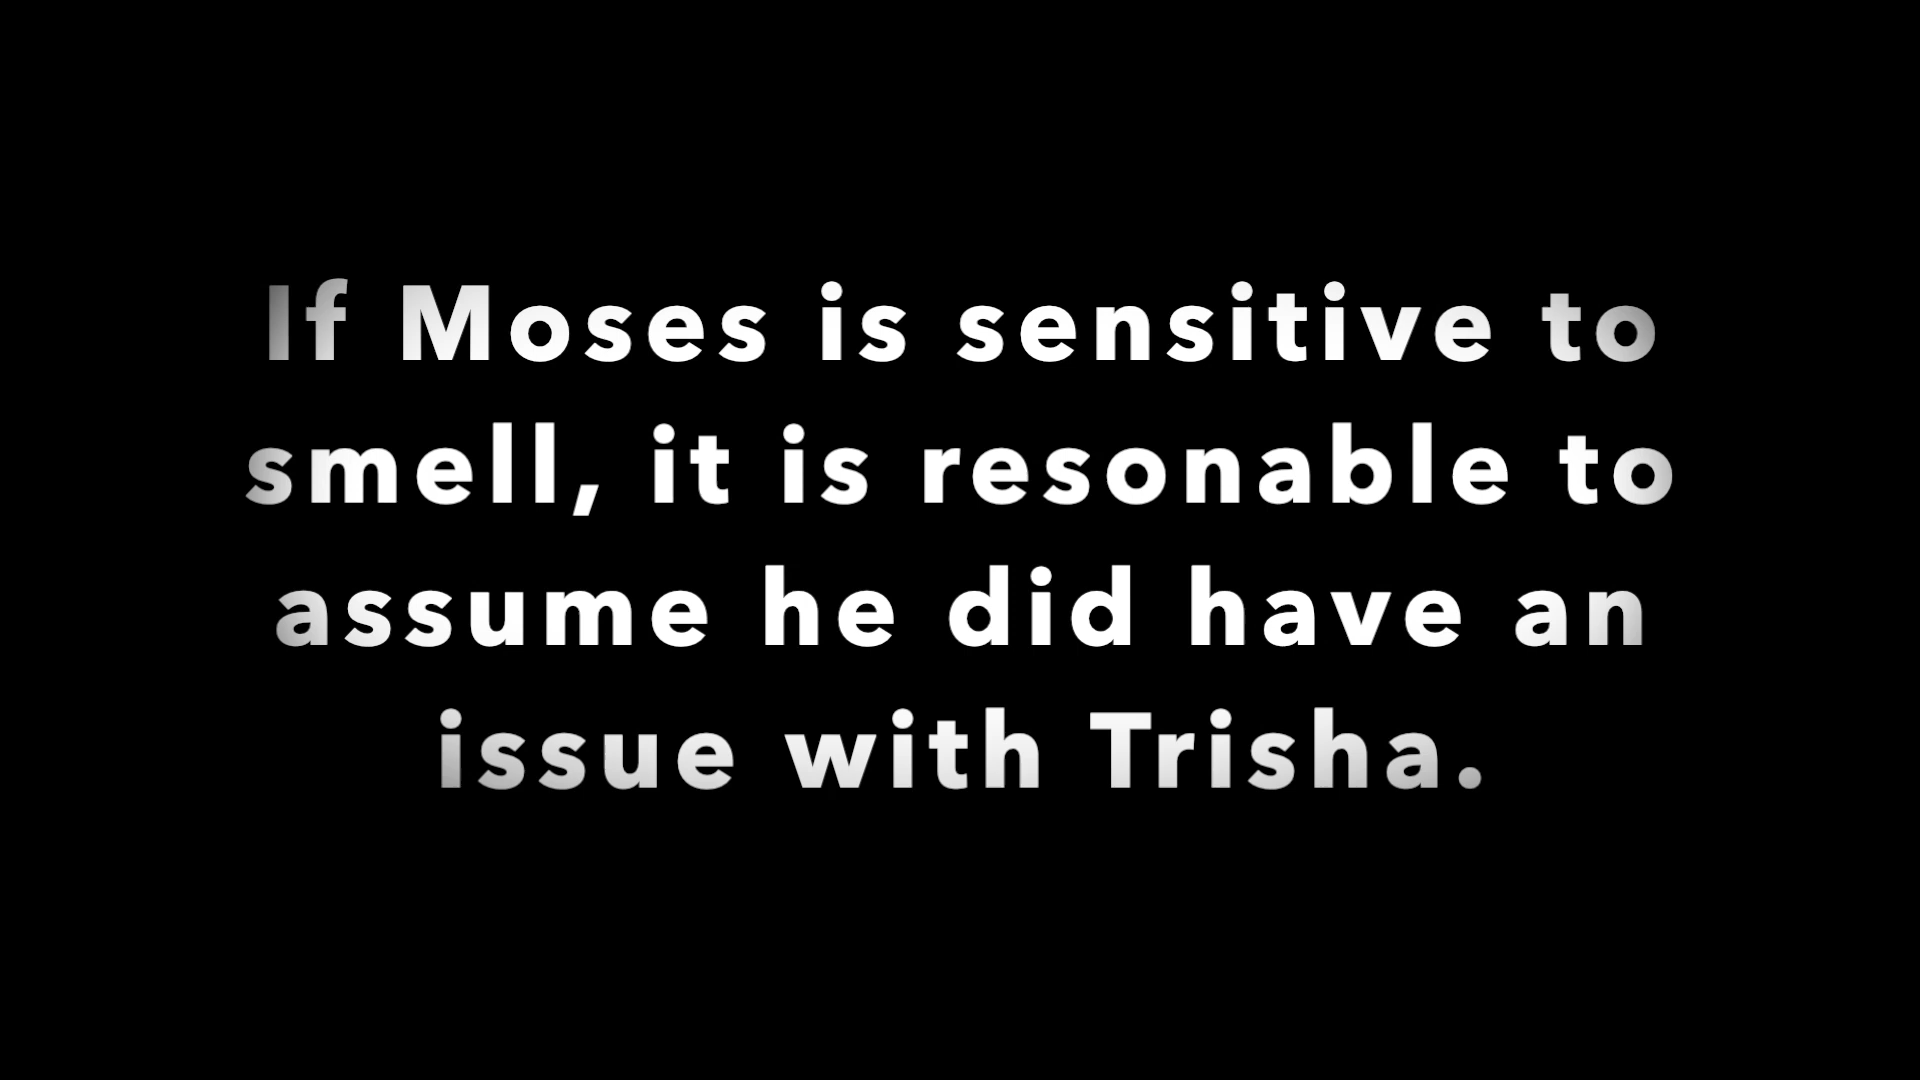 If Moses is sensitive to
smell, it is resonable to
assume he did have an
issue with Trisha.